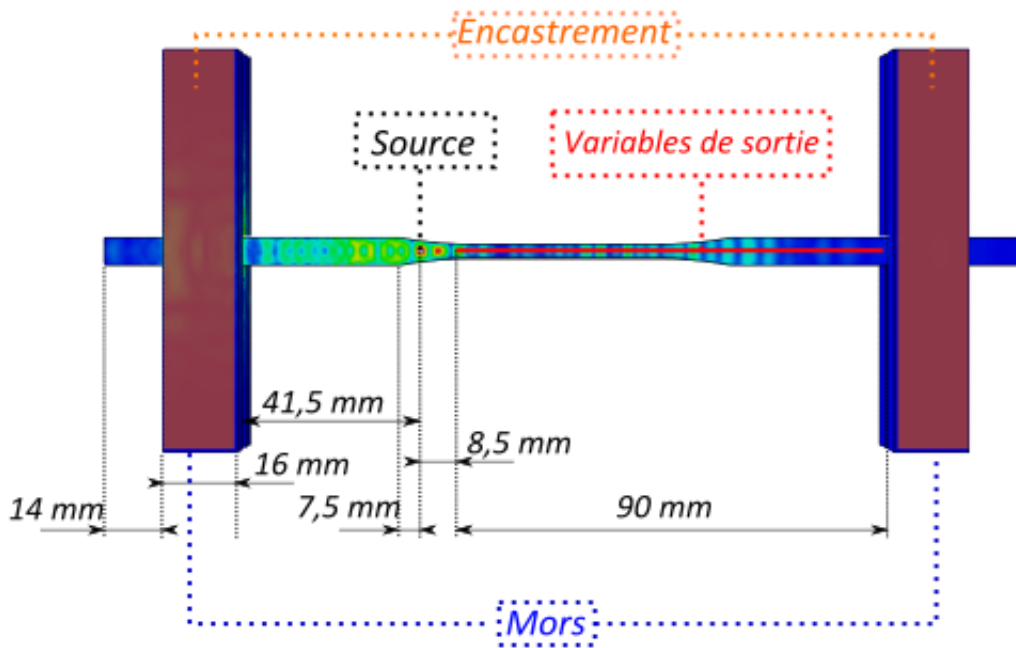 Encastrement
Source
Variables de sortie
41,5 mm
8,5 mm
16 mm
14 mm
7,5 mm
90 mm
Mors